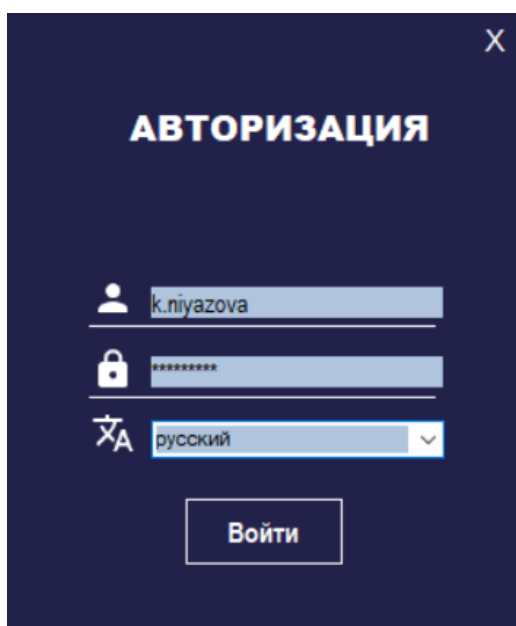 X
АВТОРИЗАЦИЯ
k.niyazova
*********
русский
Войти